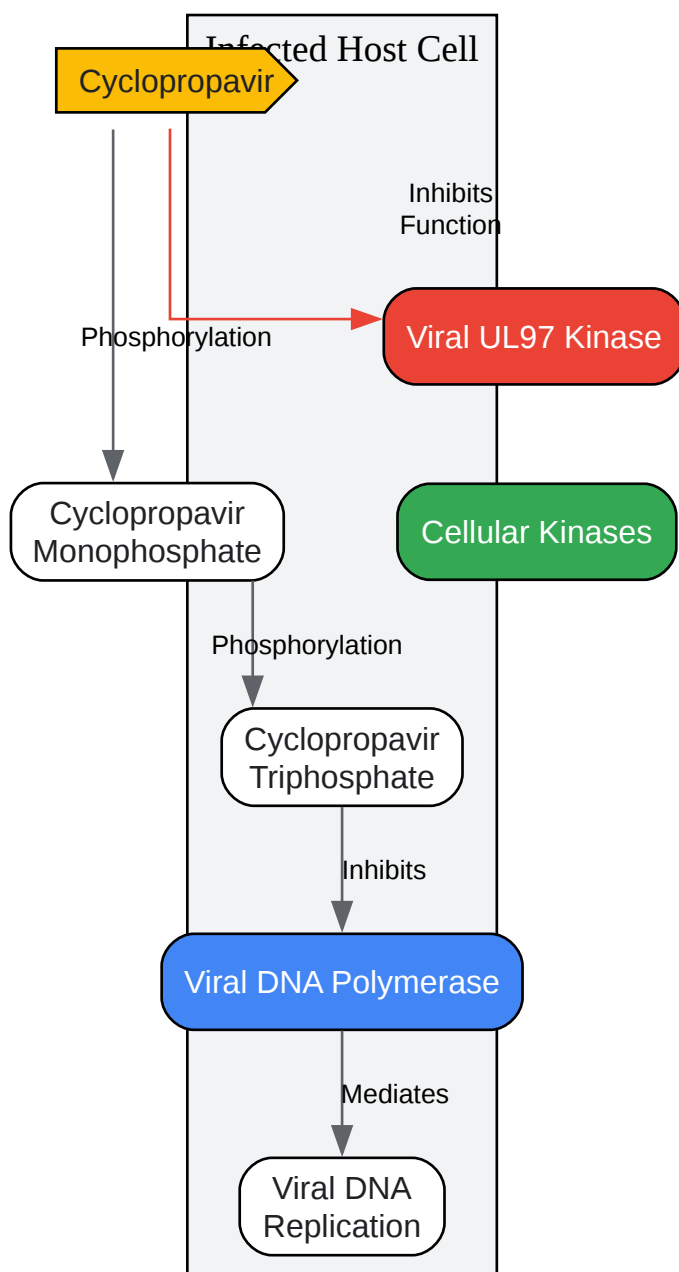 Infected Host Cell
Cyclopropavir
Inhibits
Function
Phosphorylation
Viral UL97 Kinase
Cyclopropavir
Monophosphate
Cellular Kinases
Phosphorylation
Cyclopropavir
Triphosphate
Inhibits
Viral DNA Polymerase
Mediates
Viral DNA
Replication